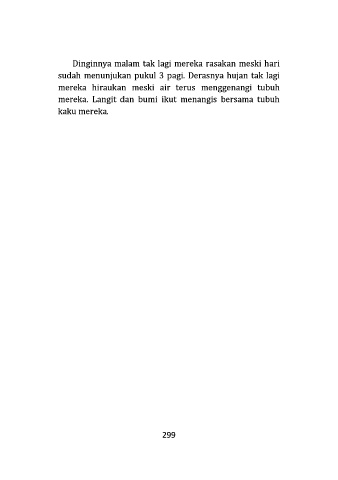 Dinginnya malam tak lagi mereka rasakan meski hari
sudah menunjukan pukul 3 pagi. Derasnya hujan tak lagi
mereka hiraukan meski air terus menggenangi tubuh
mereka. Langit dan bumi ikut menangis bersama tubuh
kaku mereka.
299